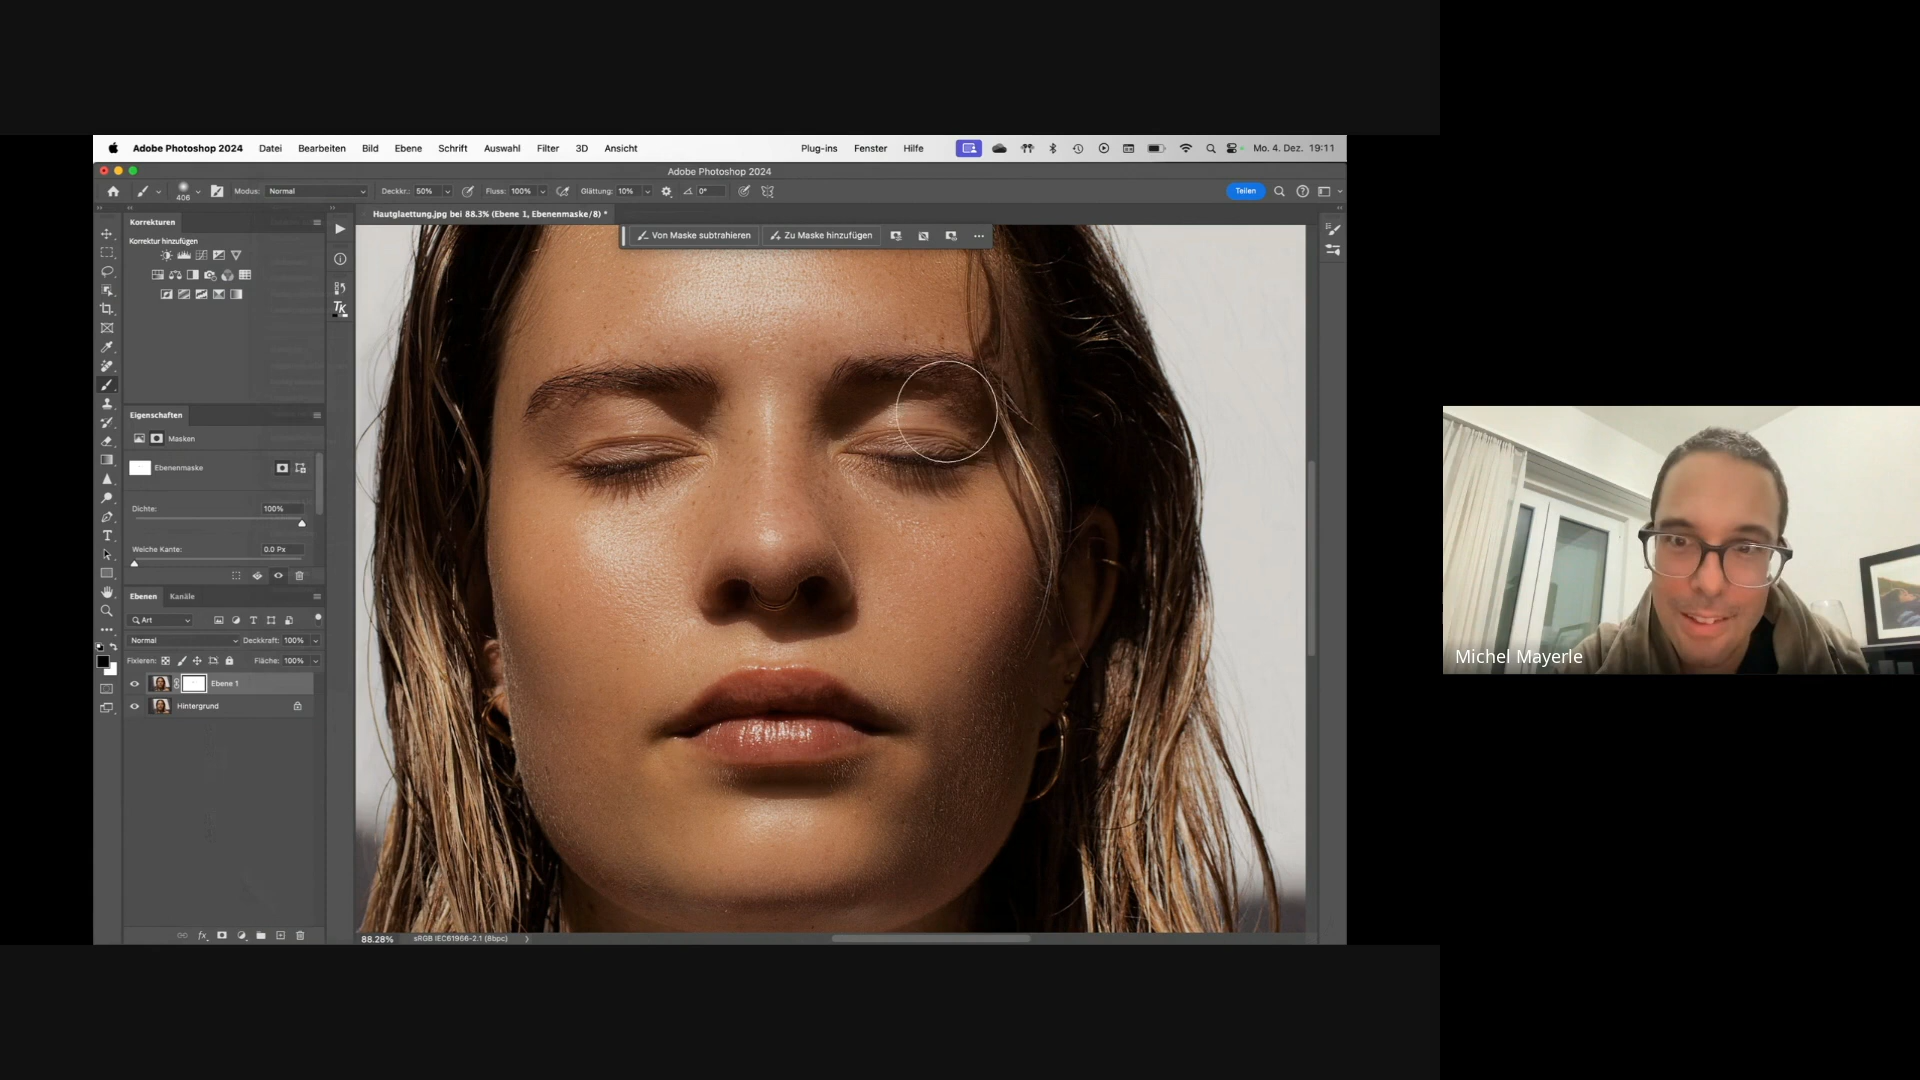 Adobe Photoshop 2024 Datei Bearbeiten Bild Ebene Schrift Auswahl Filter 3D Ansicht Plug-ins Fenster Hilfe Mo. 4. Dez. 19:11
Adobe Photoshop 2024
406 Modus: Normal Deckkr.: 50% Fluss: 100% Glättung: 10% 0° Teilen
Hautglaettung.jpg bei 88.3% (Ebene 1, Ebenenmaske/8) *
Von Maske subtrahieren Zu Maske hinzufügen
Korrekturen
Korrektur hinzufügen
TK
Eigenschaften
Masken
Ebenenmaske
Dichte: 100%
Weiche Kante: 0.0 Px
Ebenen Kanäle
Art
Normal Deckkraft: 100%
Fixieren: Fläche: 100%
Ebene 1
Hintergrund
fx
88.28% sRGB IEC61966-2.1 (8bpc)
Michel Mayerle